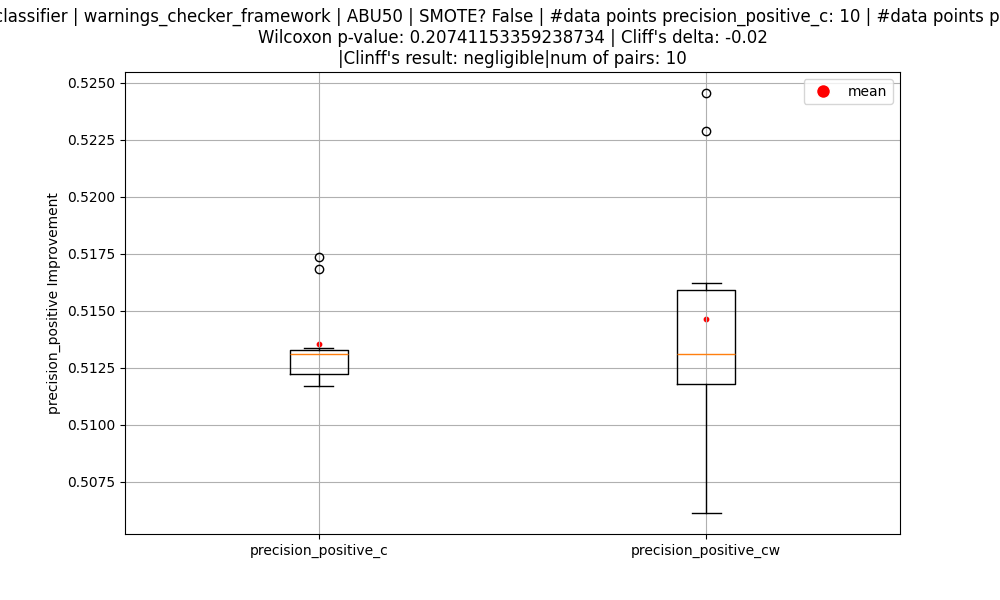 classifier | warnings_checker_framework | ABU50 | SMOTE? False | #data points precision_positive_c: 10 | #data points p
Wilcoxon p-value: 0.20741153359238734 | Cliff's delta: -0.02
|Clinff's result: negligible|num of pairs: 10
mean
0.5250
0.5225
0.5200
0.5175
0.5150
0.5125
0.5100
0.5075
precision_positive Improvement
precision_positive_c
precision_positive_cw